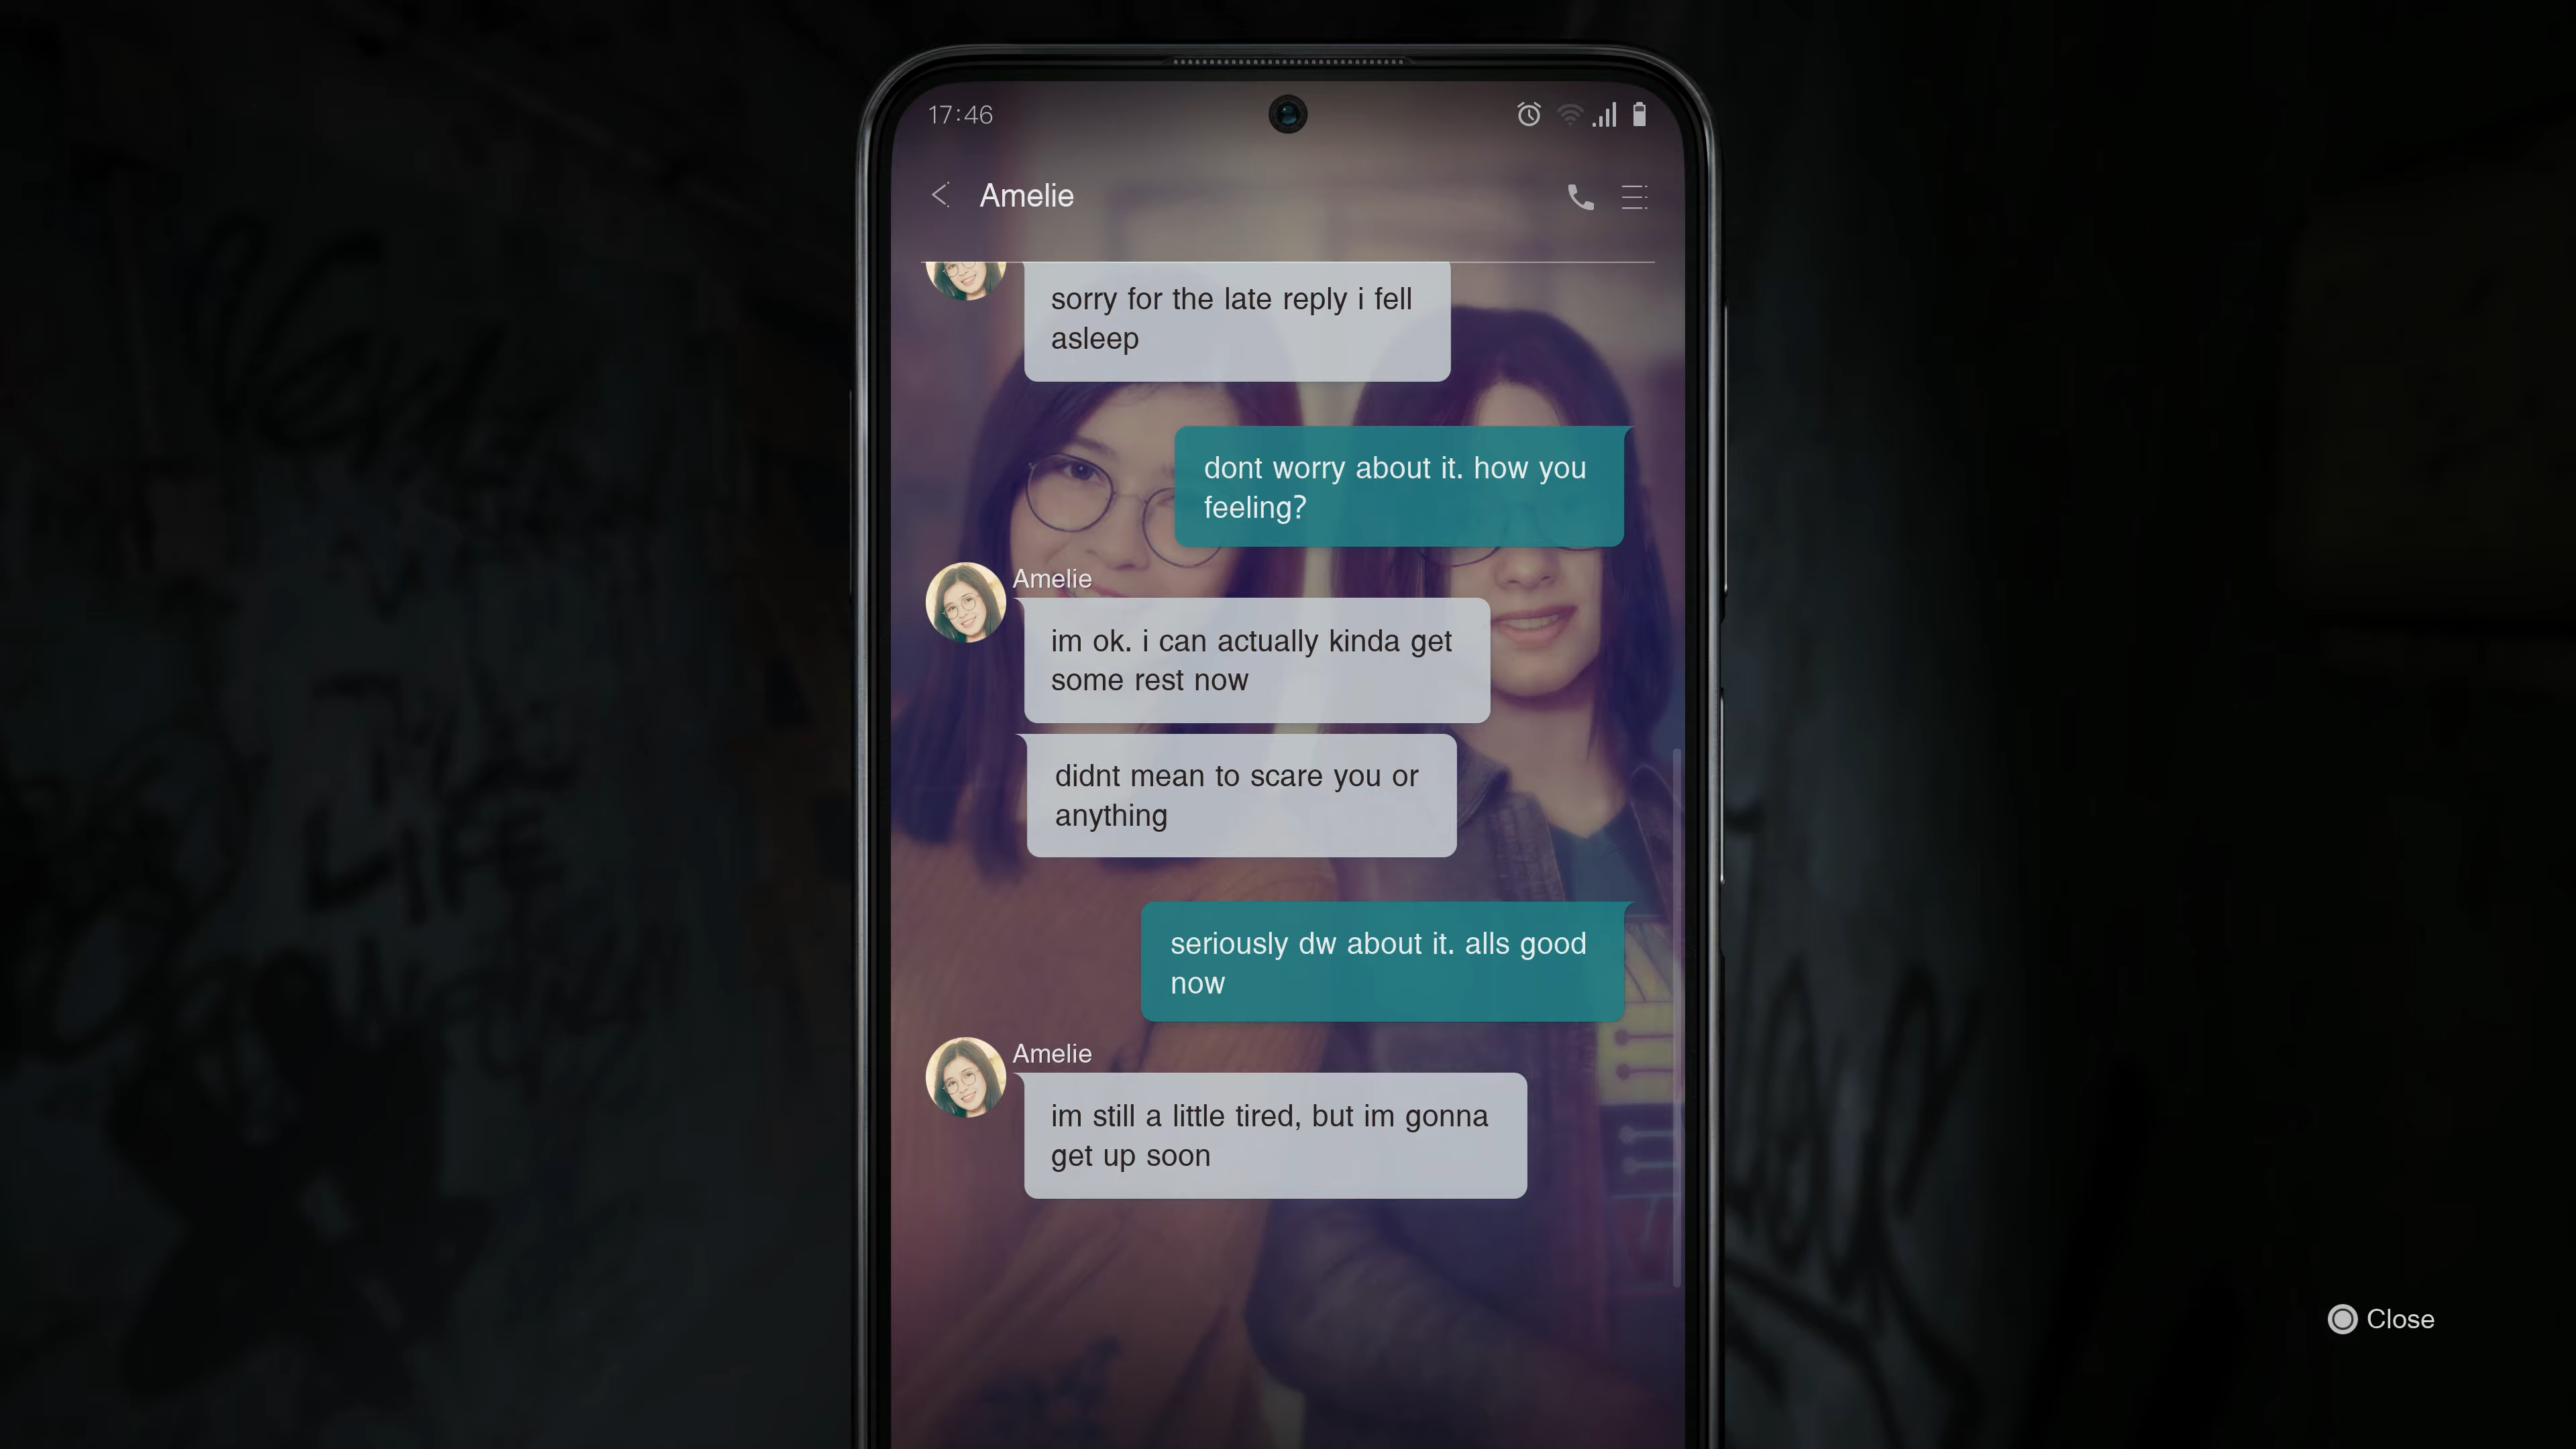 17:46
Amelie
sorry for the late reply i fell
asleep
dont worry about it. how you
feeling?
Amelie
im ok. i can actually kinda get
some rest now
didnt mean to scare you or
anything
seriously dw about it. alls good
now
Amelie
im still a little tired, but im gonna
get up soon
Close
LIFE